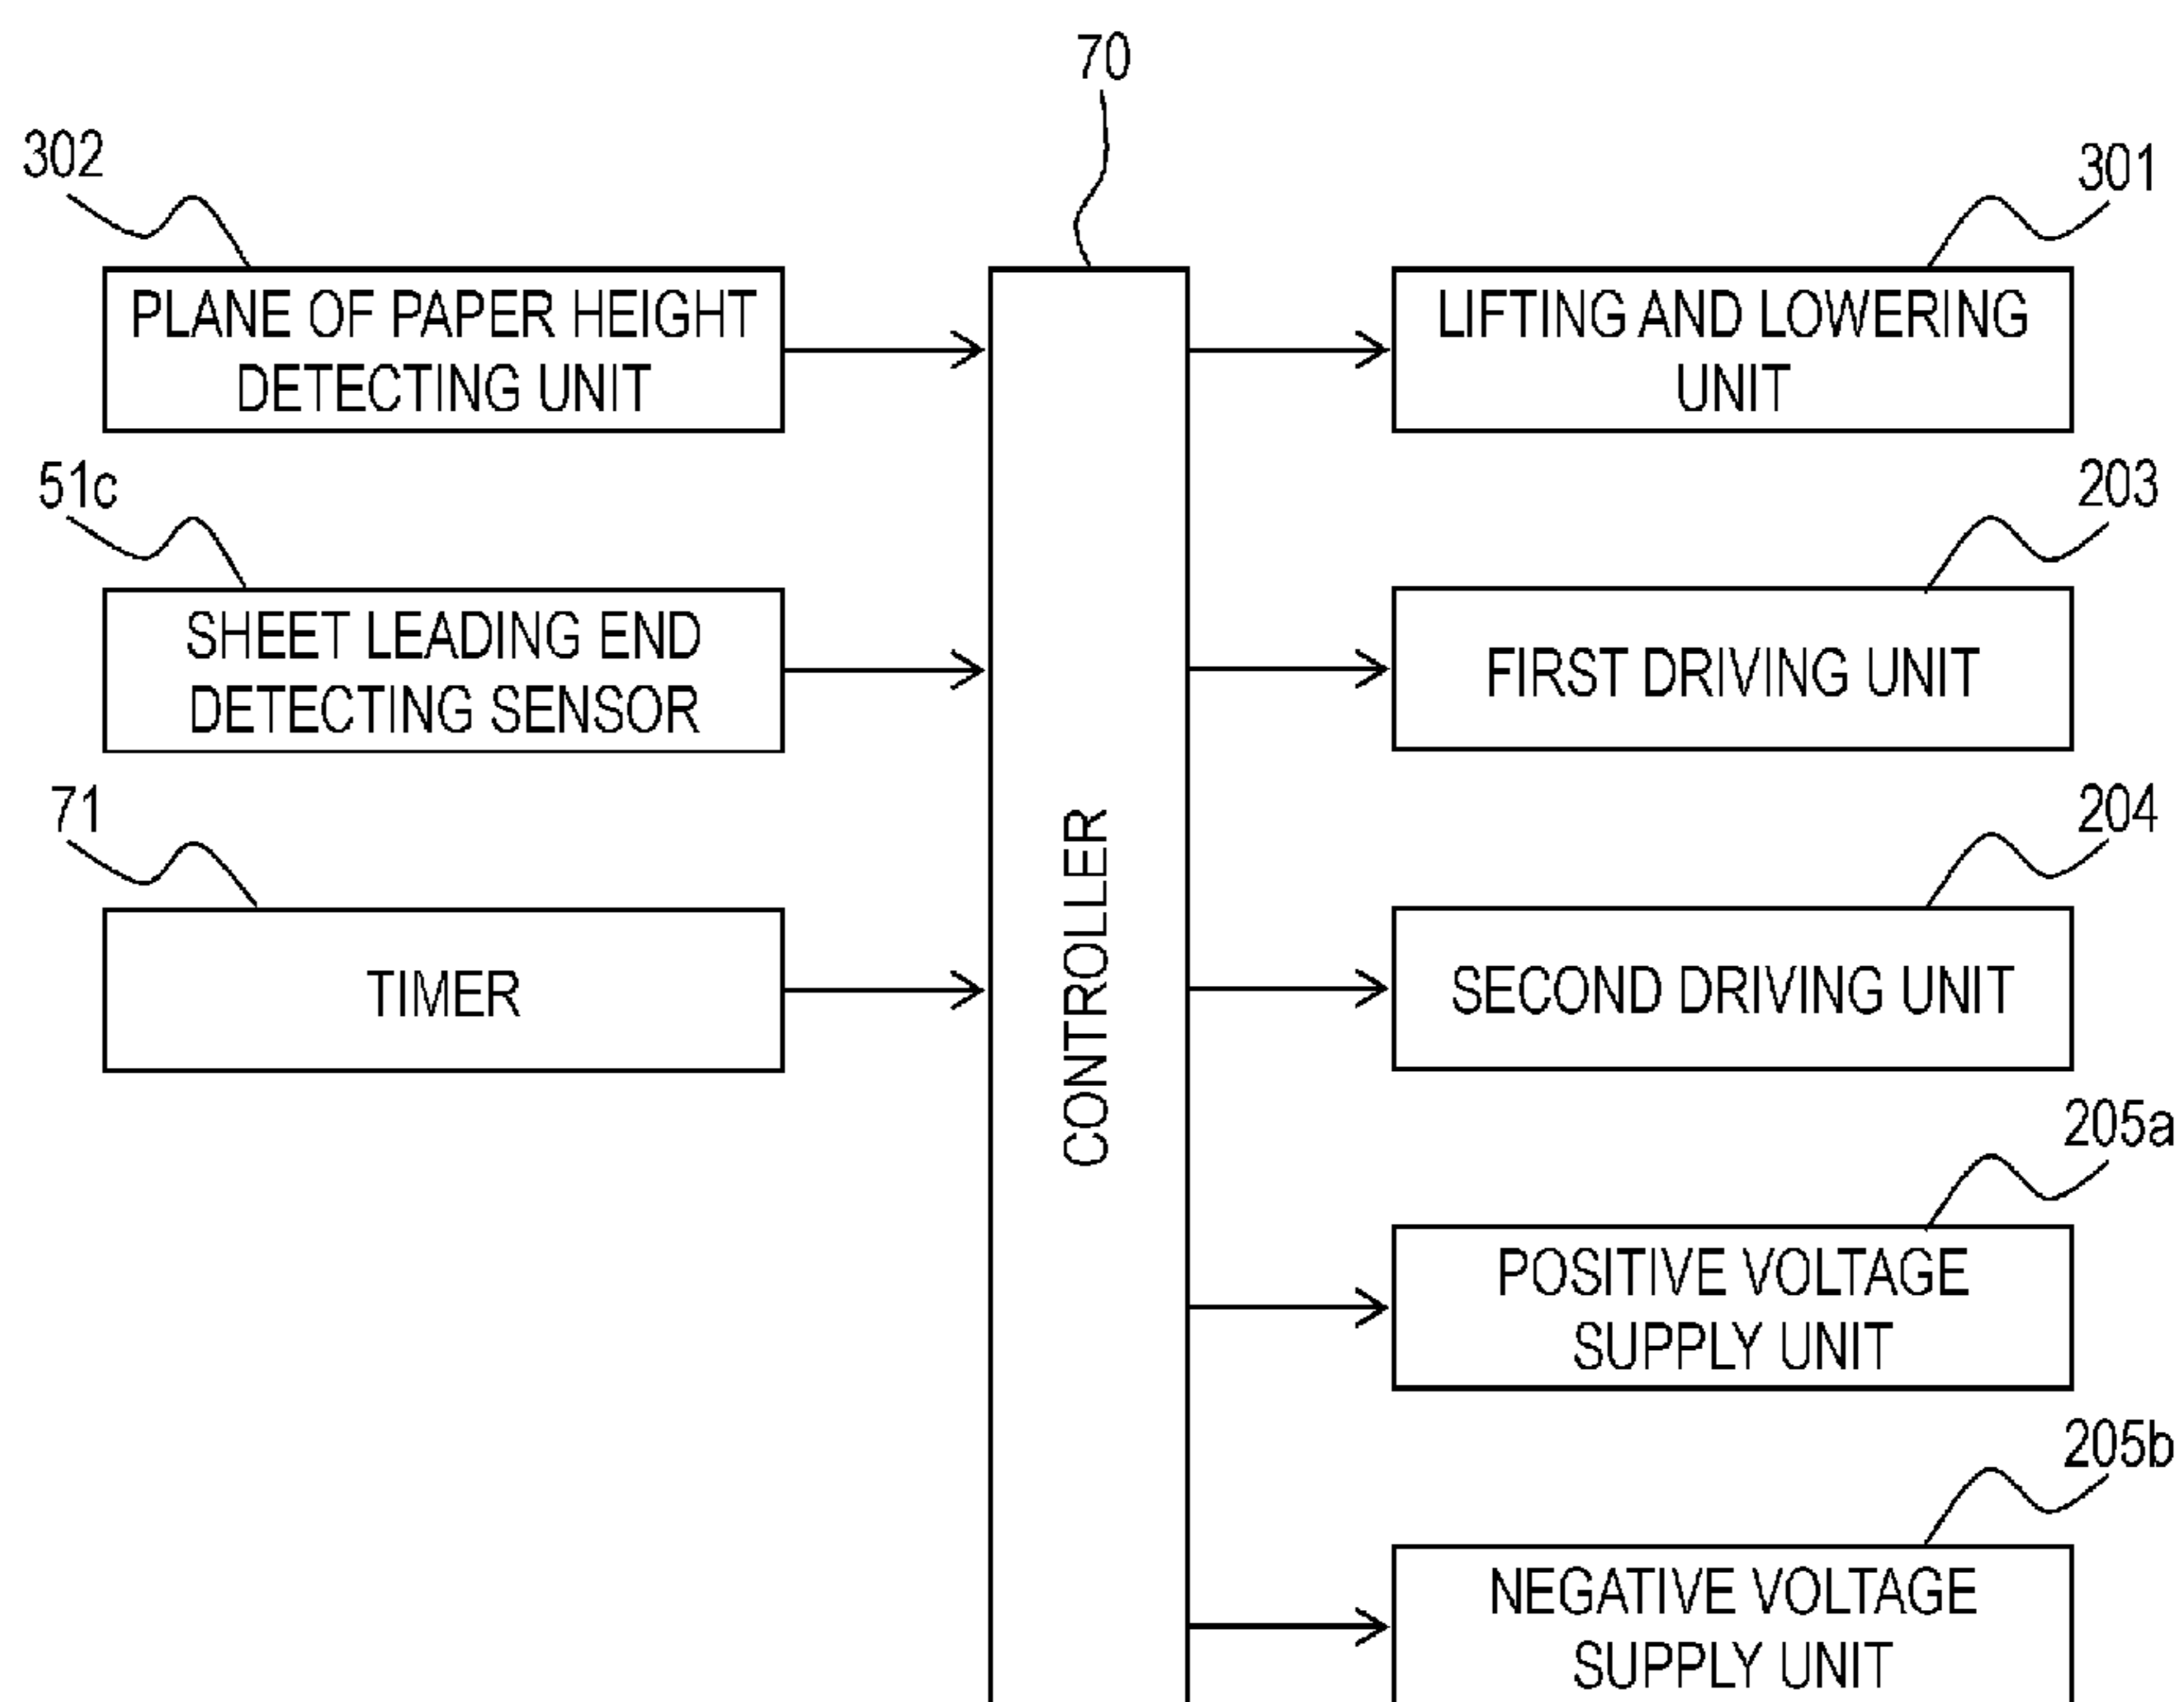 70
302
PLANE OF PAPER HEIGHT
DETECTING UNIT
51c
SHEET LEADING END
DETECTING SENSOR
71
TIMER
CONTROLLER
301
LIFTING AND LOWERING
UNIT
203
FIRST DRIVING UNIT
204
SECOND DRIVING UNIT
205a
POSITIVE VOLTAGE
SUPPLY UNIT
205b
NEGATIVE VOLTAGE
SUPPLY UNIT